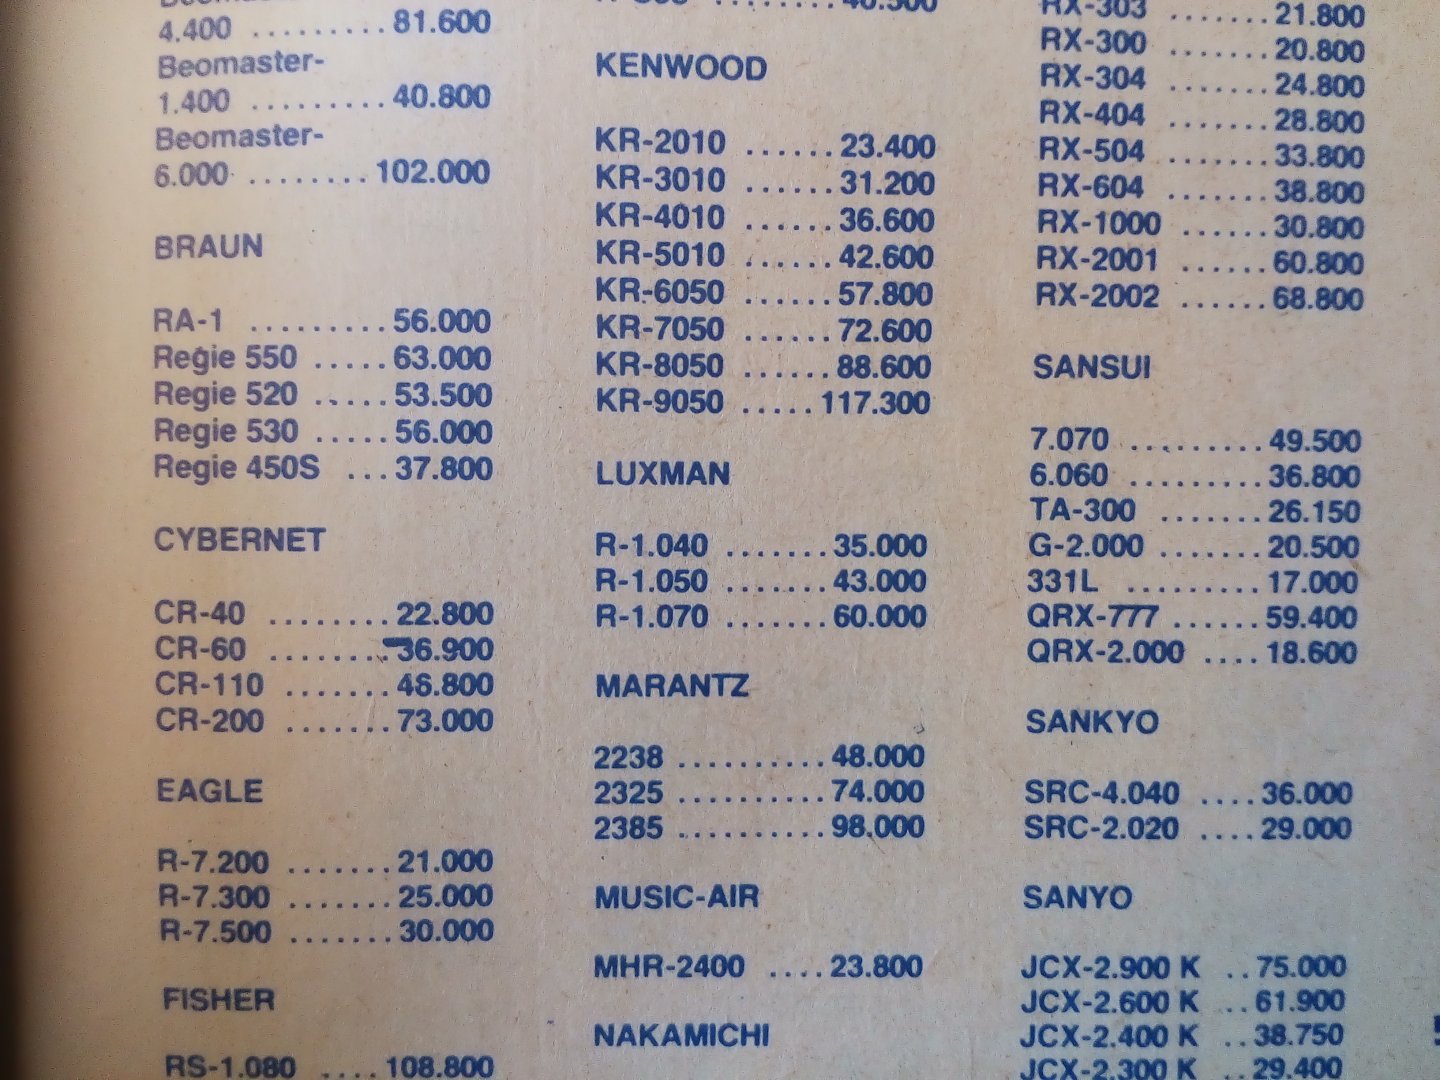 4.400 ......... 81.600
Beomaster-
1.400 ......... 40.800
Beomaster-
6.000 ........ 102.000
BRAUN
RA-1 ......... 56.000
Regie 550 ..... 63.000
Regie 520 ..... 53.500
Regie 530 ..... 56.000
Regie 450S ... 37.800
CYBERNET
CR-40 ........ 22.800
CR-60 ........ 36.900
CR-110 ....... 48.800
CR-200 ....... 73.000
EAGLE
R-7.200 ....... 21.000
R-7.300 ....... 25.000
R-7.500 ....... 30.000
FISHER
RS-1.080 .... 108.800
KENWOOD
KR-2010 ...... 23.400
KR-3010 ...... 31.200
KR-4010 ...... 36.600
KR-5010 ...... 42.600
KR-6050 ...... 57.800
KR-7050 ...... 72.600
KR-8050 ...... 88.600
KR-9050 ..... 117.300
LUXMAN
R-1.040 ....... 35.000
R-1.050 ....... 43.000
R-1.070 ....... 60.000
MARANTZ
2238 .......... 48.000
2325 .......... 74.000
2385 .......... 98.000
MUSIC-AIR
MHR-2400 .... 23.800
NAKAMICHI
RX-303 ....... 21.800
RX-300 ....... 20.800
RX-304 ....... 24.800
RX-404 ....... 28.800
RX-504 ....... 33.800
RX-604 ....... 38.800
RX-1000 ...... 30.800
RX-2001 ...... 60.800
RX-2002 ...... 68.800
SANSUI
7.070 ......... 49.500
6.060 ......... 36.800
TA-300 ....... 26.150
G-2.000 ....... 20.500
331L ......... 17.000
QRX-777 ...... 59.400
QRX-2.000 .... 18.600
SANKYO
SRC-4.040 .... 36.000
SRC-2.020 .... 29.000
SANYO
JCX-2.900 K .. 75.000
JCX-2.600 K .. 61.900
JCX-2.400 K .. 38.750
JCX-2.300 K .. 29.400